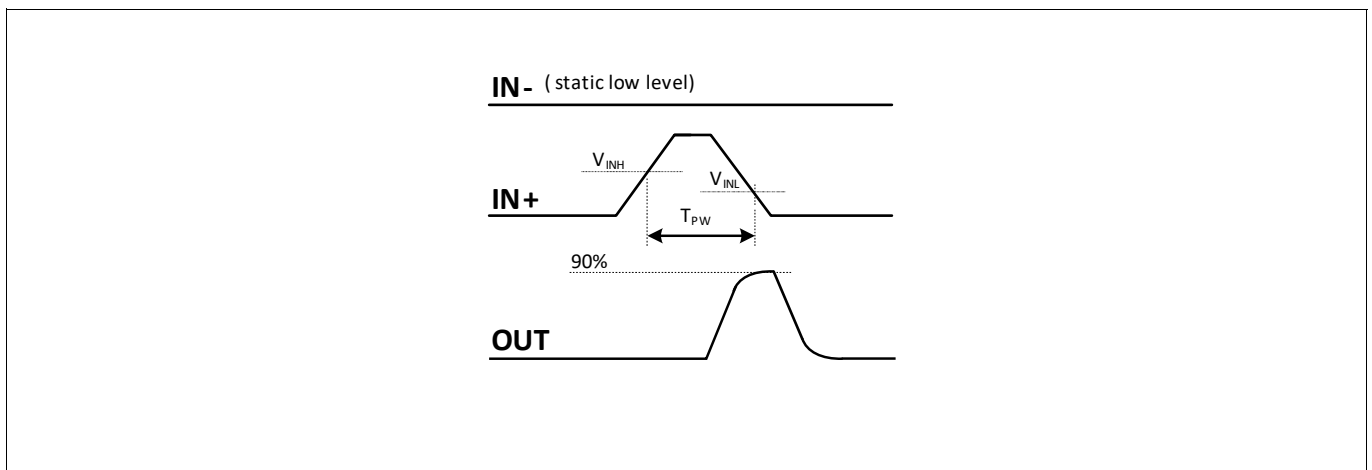 IN- ( static low level)
V_INH
V_INL
IN+
T_PW
90%
OUT